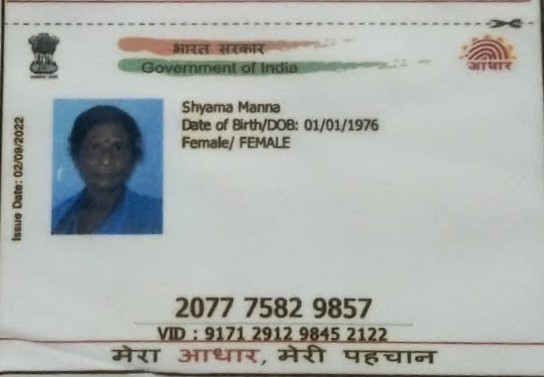 भारत सरकार
Government of India
आधार
Issue Date: 02/09/2022
Shyama Manna
Date of Birth/DOB: 01/01/1976
Female/ FEMALE
2077 7582 9857
VID : 9171 2912 9845 2122
मेरा आधार, मेरी पहचान